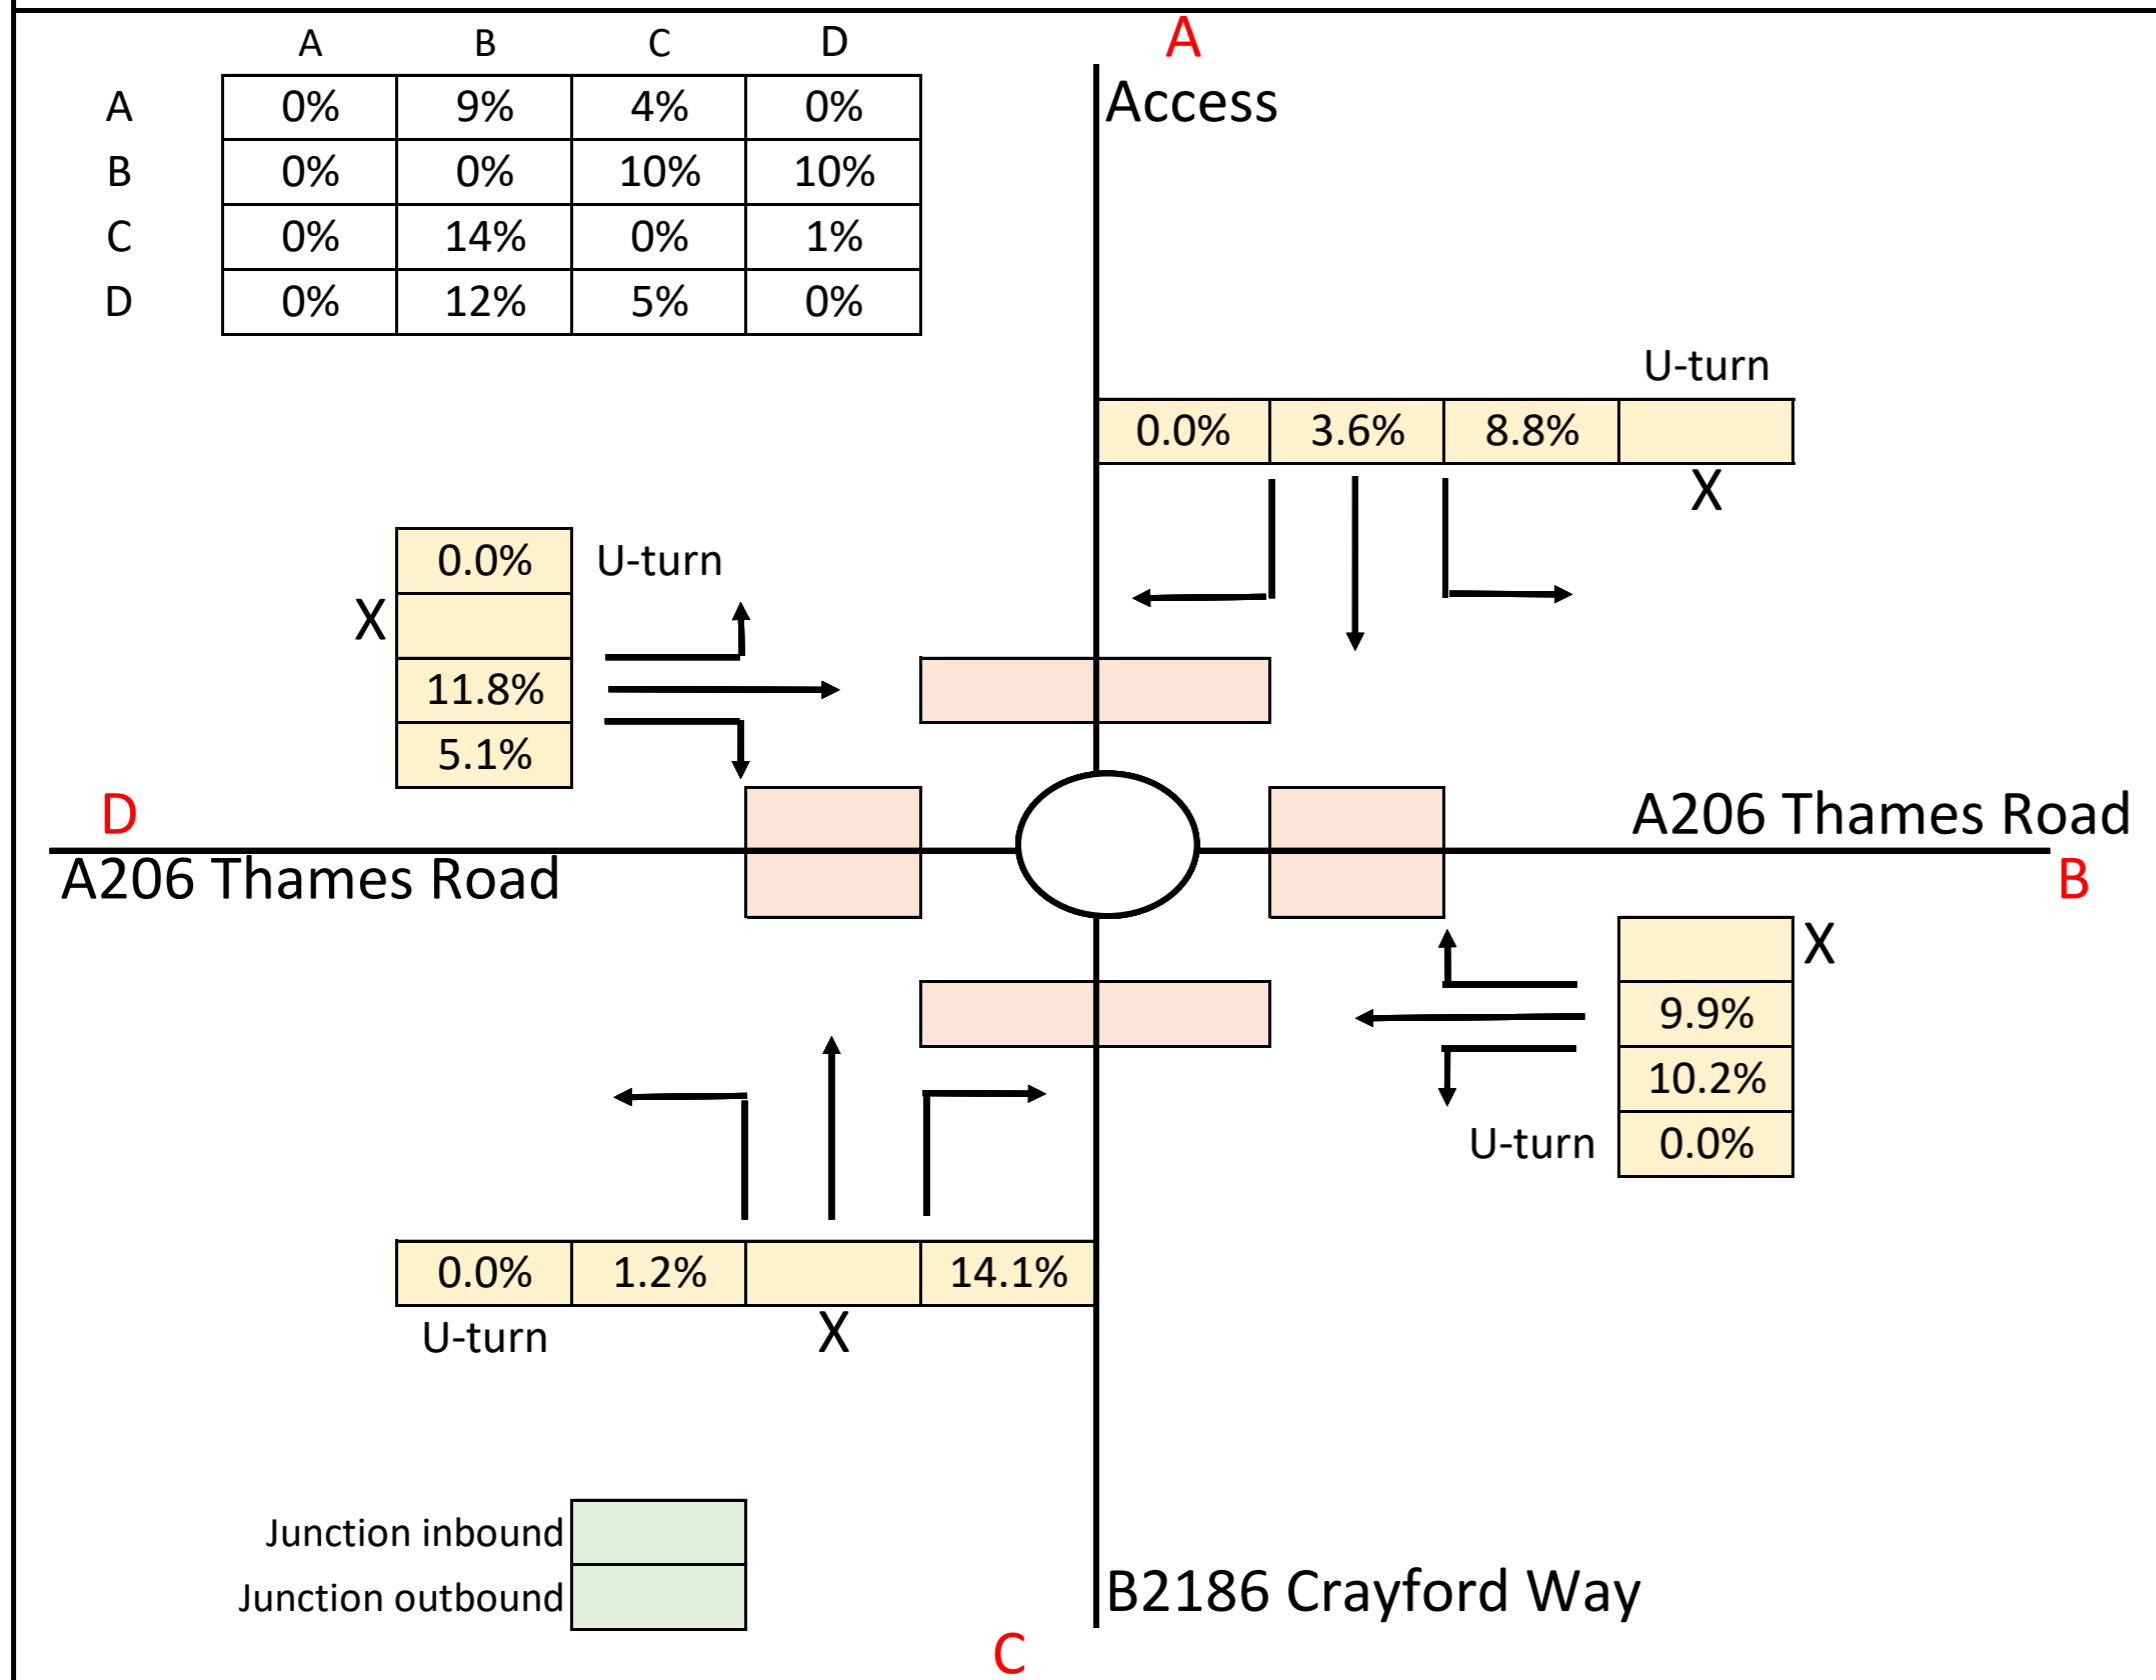 A
A B C D
A 0% 9% 4% 0%
Access
B 0% 0% 10% 10%
C 0% 14% 0% 1%
D 0% 12% 5% 0%
U-turn
0.0% 3.6% 8.8%
X
0.0% U-turn
X
11.8%
5.1%
D
A206 Thames Road
A206 Thames Road
B
X
9.9%
10.2%
U-turn 0.0%
0.0% 1.2% 14.1%
U-turn X
Junction inbound
Junction outbound
B2186 Crayford Way
C